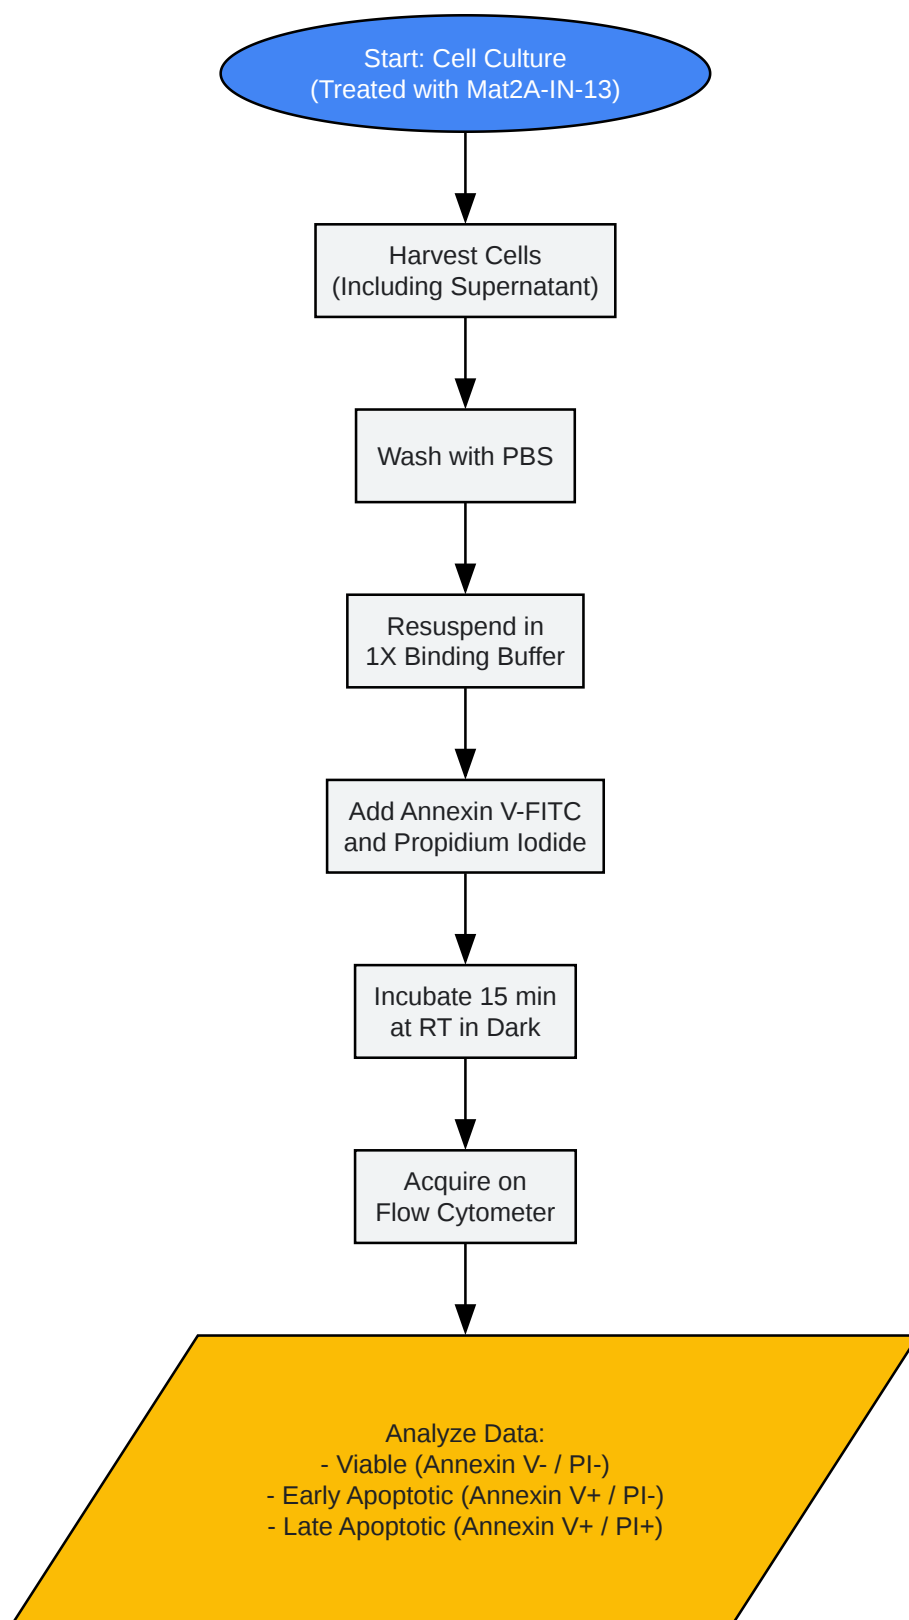 Start: Cell Culture
(Treated with Mat2A-IN-13)
Harvest Cells
(Including Supernatant)
Wash with PBS
Resuspend in
1X Binding Buffer
Add Annexin V-FITC
and Propidium Iodide
Incubate 15 min
at RT in Dark
Acquire on
Flow Cytometer
Analyze Data:
- Viable (Annexin V- / PI-)
- Early Apoptotic (Annexin V+ / PI-)
- Late Apoptotic (Annexin V+ / PI+)